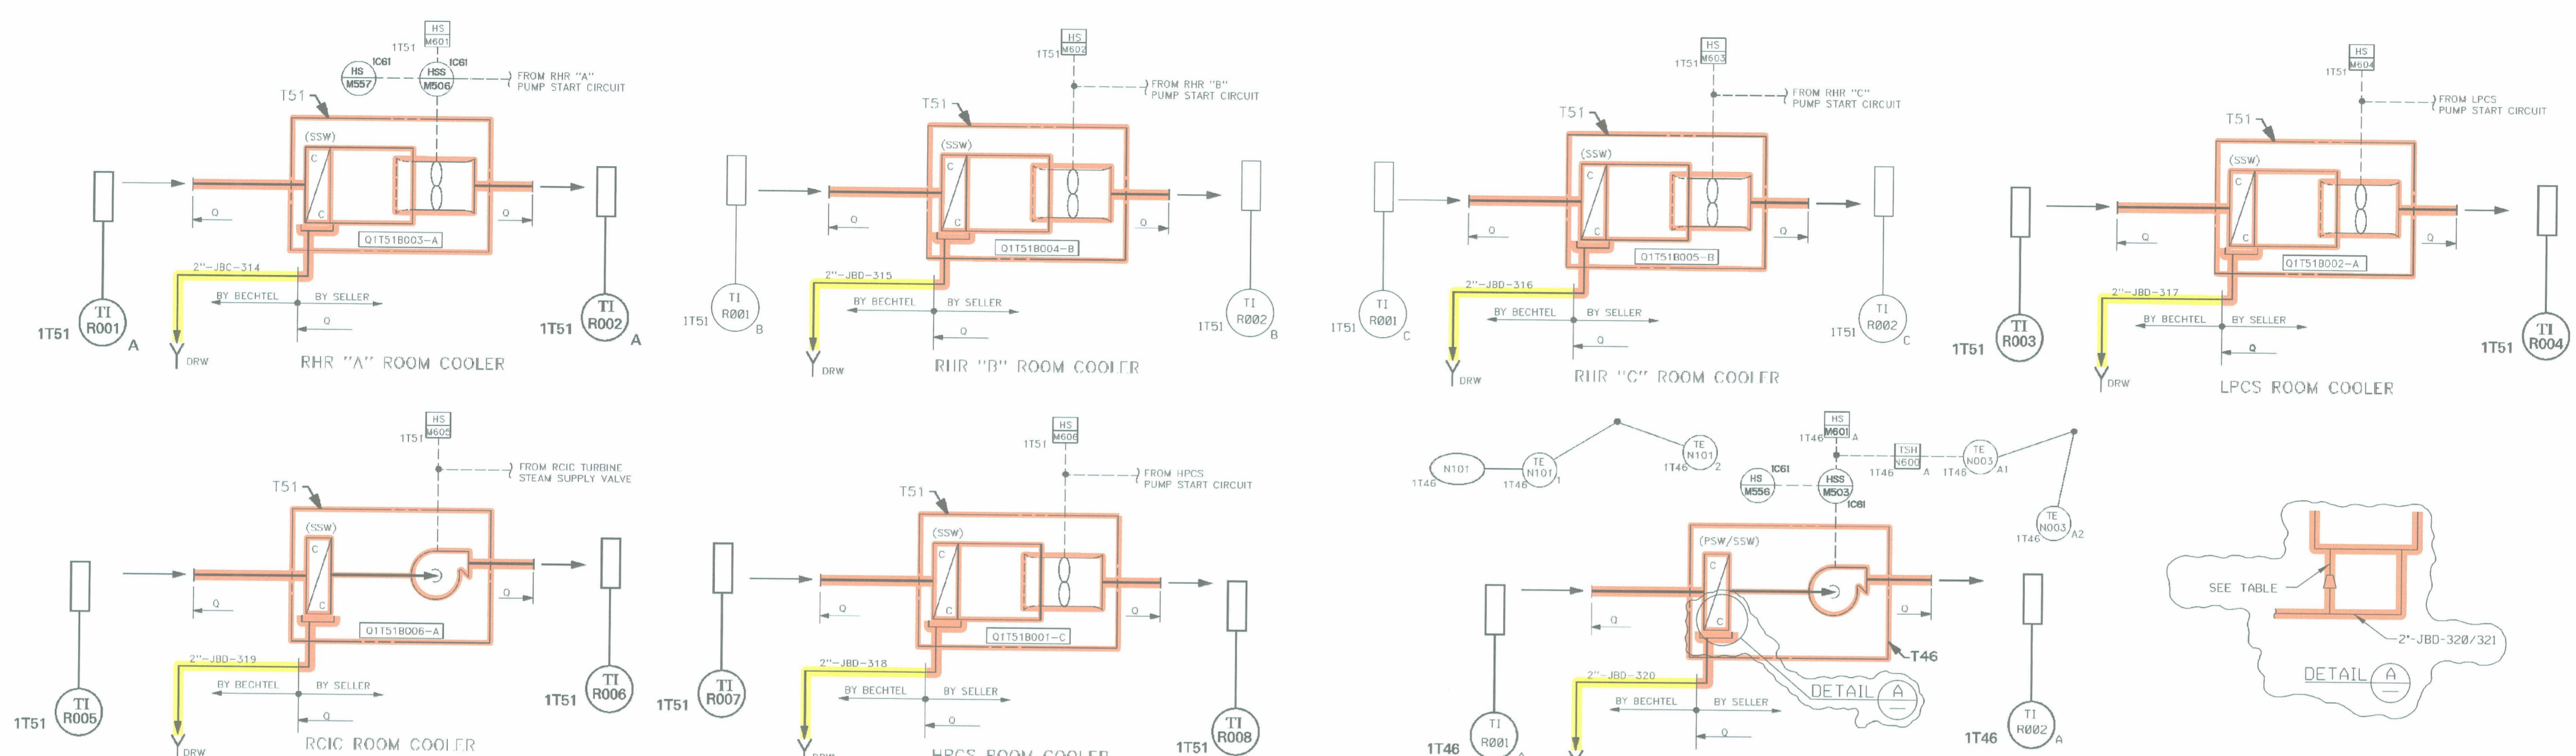 HS
M601
1T51
HS
M557
1C61
HSS
M506
1C61
FROM RHR "A"
PUMP START CIRCUIT
T51
(SSW)
C
C
Q
Q
Q1T51B003-A
2"-JBC-314
BY BECHTEL
BY SELLER
Q
DRW
TI
R001
1T51
A
TI
R002
1T51
A
RHR "A" ROOM COOLER
HS
M602
1T51
FROM RHR "B"
PUMP START CIRCUIT
T51
(SSW)
C
C
Q
Q
Q1T51B004-B
2"-JBD-315
BY BECHTEL
BY SELLER
Q
DRW
TI
R001
1T51
B
TI
R002
1T51
B
RHR "B" ROOM COOLER
HS
M603
1T51
FROM RHR "C"
PUMP START CIRCUIT
T51
(SSW)
C
C
Q
Q
Q1T51B005-B
2"-JBD-316
BY BECHTEL
BY SELLER
Q
DRW
TI
R001
1T51
C
TI
R002
1T51
C
RHR "C" ROOM COOLER
HS
M604
1T51
FROM LPCS
PUMP START CIRCUIT
T51
(SSW)
C
C
Q
Q
Q1T51B002-A
2"-JBD-317
BY BECHTEL
BY SELLER
Q
DRW
TI
R003
1T51
TI
R004
1T51
LPCS ROOM COOLER
HS
M605
1T51
FROM RCIC TURBINE
STEAM SUPPLY VALVE
T51
(SSW)
C
C
Q
Q
Q1T51B006-A
2"-JBD-319
BY BECHTEL
BY SELLER
Q
DRW
TI
R005
1T51
TI
R006
1T51
RCIC ROOM COOLER
HS
M606
1T51
FROM HPCS
PUMP START CIRCUIT
T51
(SSW)
C
C
Q
Q
Q1T51B001-C
2"-JBD-318
BY BECHTEL
BY SELLER
Q
DRW
TI
R007
1T51
TI
R008
1T51
HPCS ROOM COOLER
N101
1T46
TE
N101
1T46
1
TE
N101
1T46
2
HS
M601
1T46
A
TSH
N600
1T46
A
TE
N003
1T46
A1
TE
N003
1T46
A2
HS
M556
1C61
HSS
M503
1C61
(PSW/SSW)
C
C
Q
Q
T46
2"-JBD-320
BY BECHTEL
BY SELLER
Q
DETAIL A
TI
R001
1T46
A
TI
R002
1T46
A
SEE TABLE
2"-JBD-320/321
DETAIL A